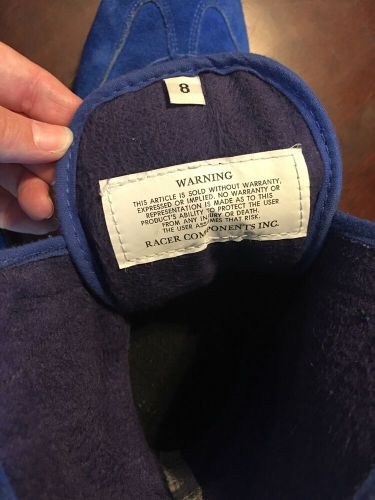 8
WARNING
THIS ARTICLE IS SOLD WITHOUT WARRANTY,
EXPRESSED OR IMPLIED. NO WARRANTY OR
REPRESENTATION IS MADE AS TO THIS
PRODUCT'S ABILITY TO PROTECT THE USER
FROM ANY INJURY OR DEATH.
THE USER ASSUMES THAT RISK.
RACER COMPONENTS INC.